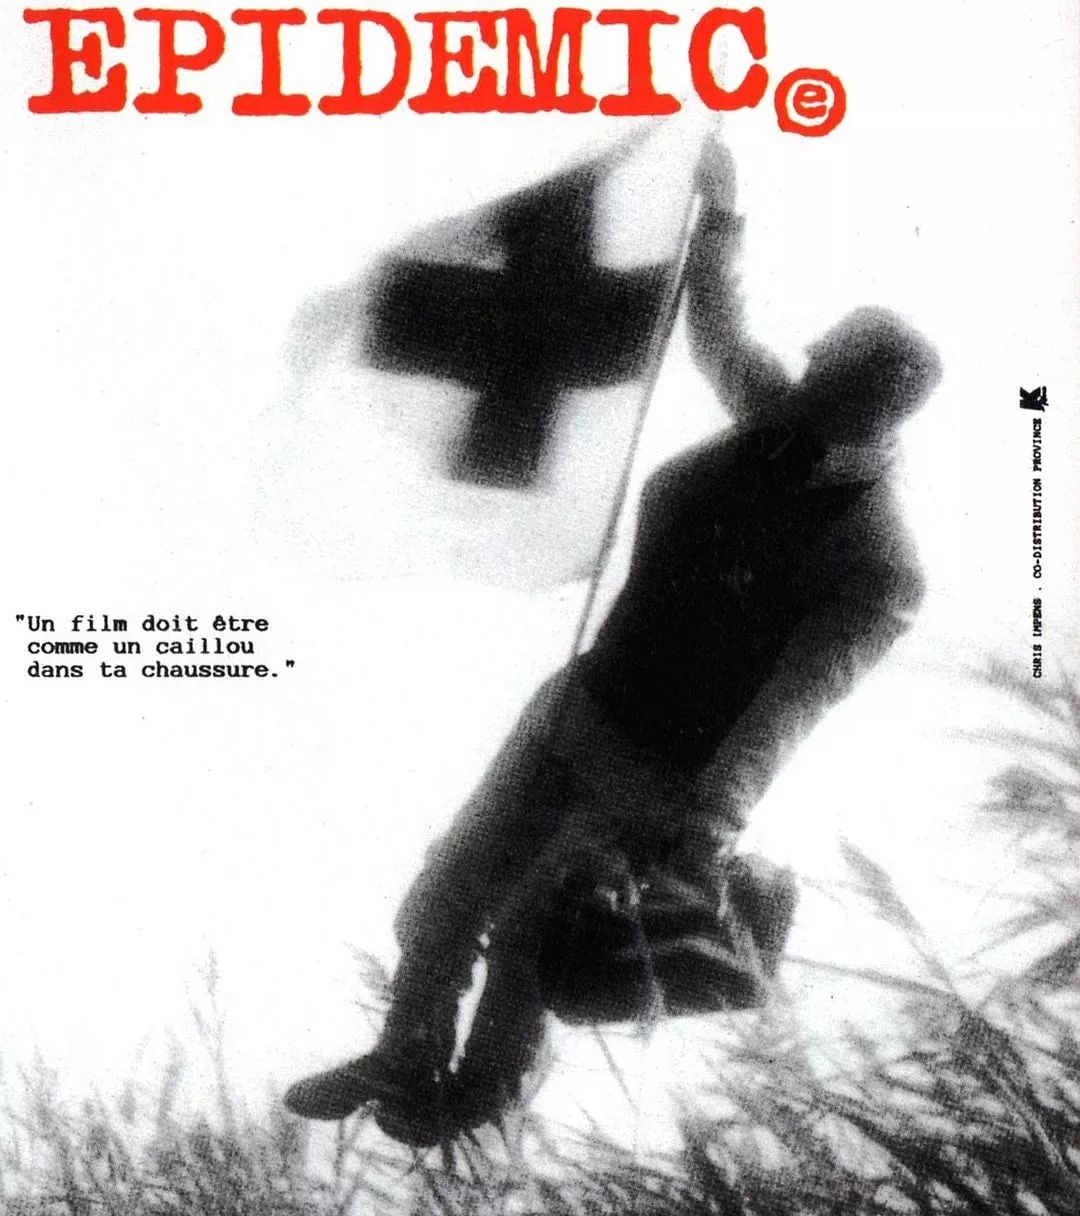 EPIDEMIC
e
"Un film doit être
comme un caillou
dans ta chaussure."
CHRIS IMPENS . CO-DISTRIBUTION PROVINCE